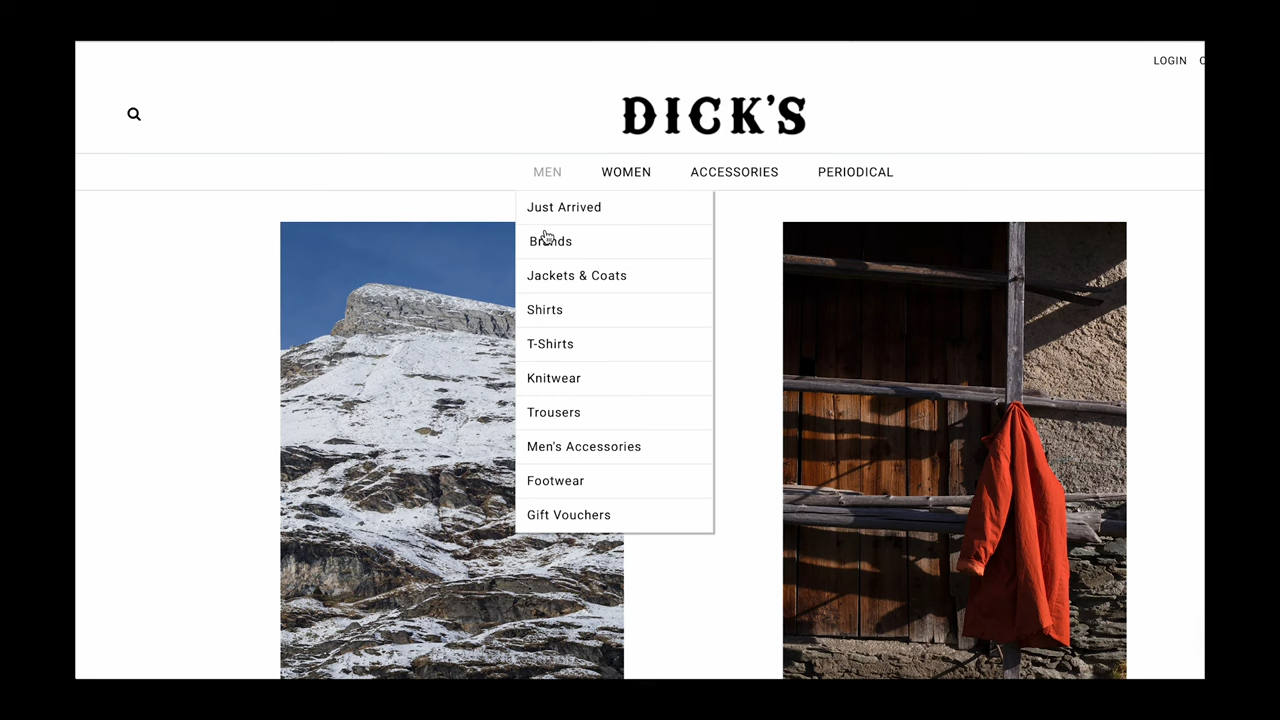 LOGIN
DICK'S
MEN WOMEN ACCESSORIES PERIODICAL
Just Arrived
Brands
Jackets & Coats
Shirts
T-Shirts
Knitwear
Trousers
Men's Accessories
Footwear
Gift Vouchers